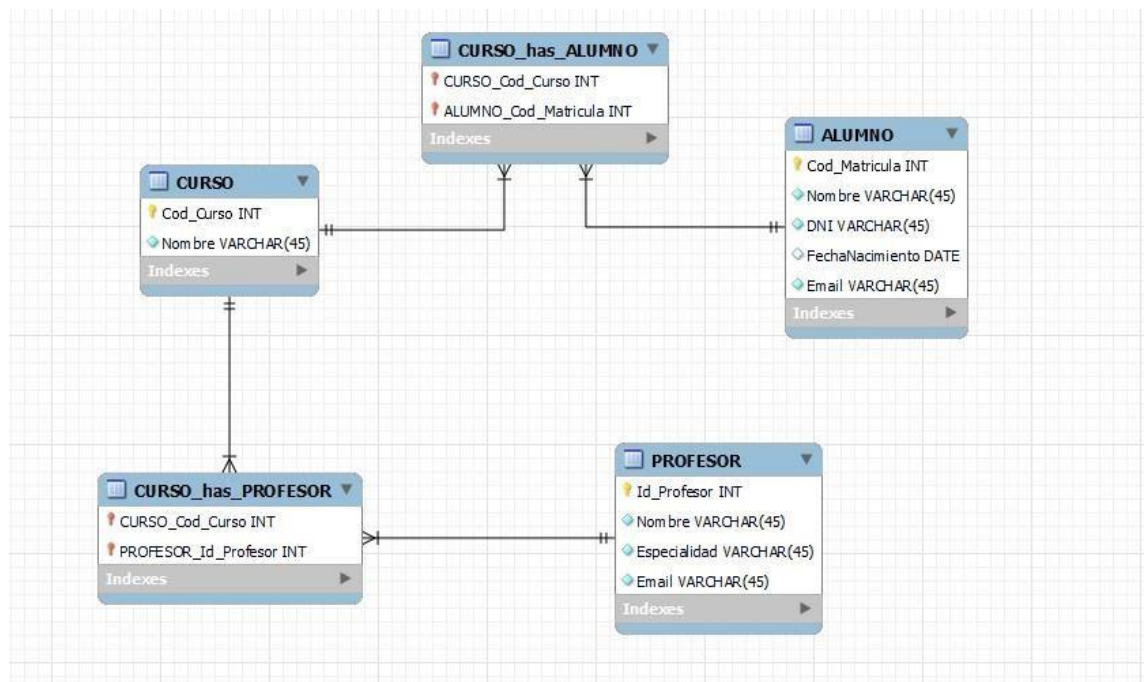 CURSO_has_ALUMNO
CURSO_Cod_Curso INT
ALUMNO_Cod_Matricula INT
Indexes
ALUMNO
Cod_Matricula INT
Nombre VARCHAR(45)
DNI VARCHAR(45)
FechaNacimiento DATE
Email VARCHAR(45)
Indexes
CURSO
Cod_Curso INT
Nombre VARCHAR(45)
Indexes
CURSO_has_PROFESOR
CURSO_Cod_Curso INT
PROFESOR_Id_Profesor INT
Indexes
PROFESOR
Id_Profesor INT
Nombre VARCHAR(45)
Especialidad VARCHAR(45)
Email VARCHAR(45)
Indexes